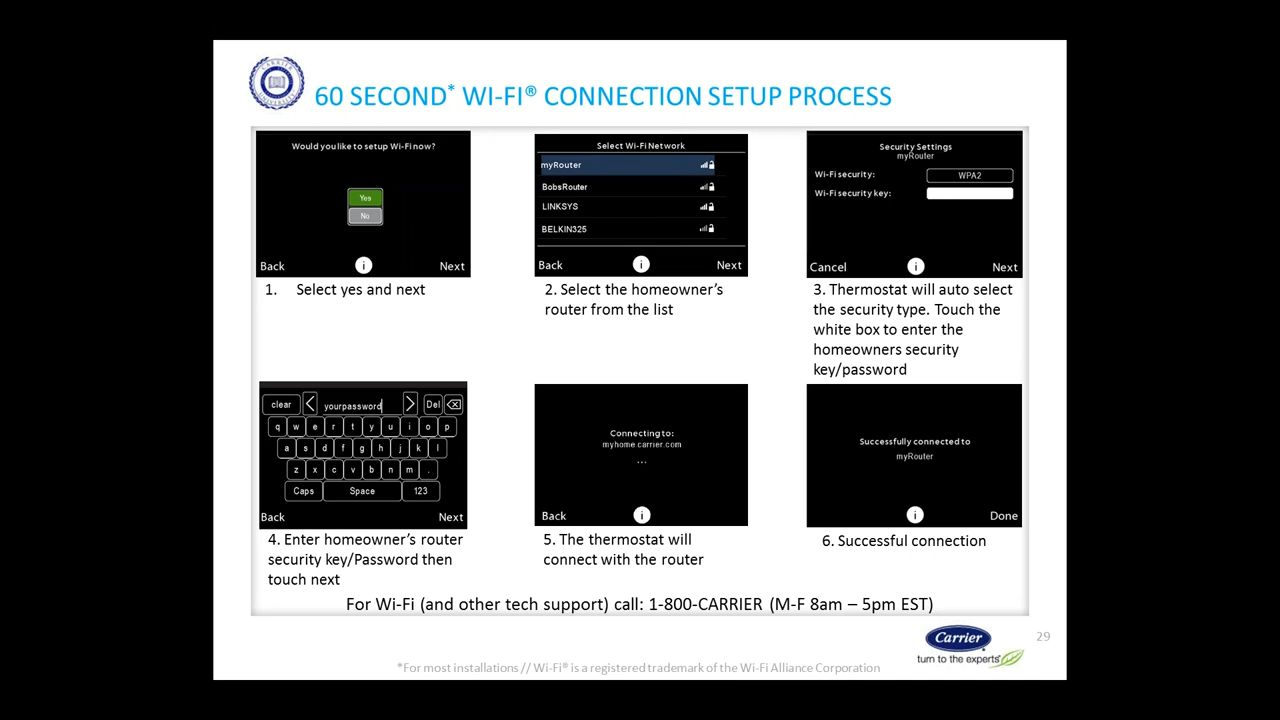 CARRIER
UNIVERSITY
60 SECOND* WI-FI® CONNECTION SETUP PROCESS
Would you like to setup Wi-Fi now?
Yes
No
Back
i
Next
1. Select yes and next
Select Wi-Fi Network
myRouter
BobsRouter
LINKSYS
BELKIN325
Back
i
Next
2. Select the homeowner's
router from the list
Security Settings
myRouter
Wi-Fi security: WPA2
Wi-Fi security key:
Cancel
i
Next
3. Thermostat will auto select
the security type. Touch the
white box to enter the
homeowners security
key/password
clear < yourpassword > Del
q w e r t y u i o p
a s d f g h j k l
z x c v b n m .
Caps Space 123
Back
Next
4. Enter homeowner's router
security key/Password then
touch next
Connecting to:
myhome.carrier.com
...
Back
i
5. The thermostat will
connect with the router
Successfully connected to
myRouter
i
Done
6. Successful connection
For Wi-Fi (and other tech support) call: 1-800-CARRIER (M-F 8am – 5pm EST)
Carrier
turn to the experts
29
*For most installations // Wi-Fi® is a registered trademark of the Wi-Fi Alliance Corporation